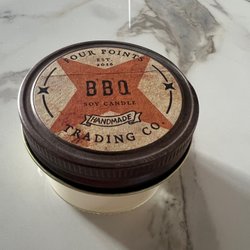 FOUR POINTS
EST.
2016
BBQ
SOY CANDLE
HANDMADE
TRADING CO.